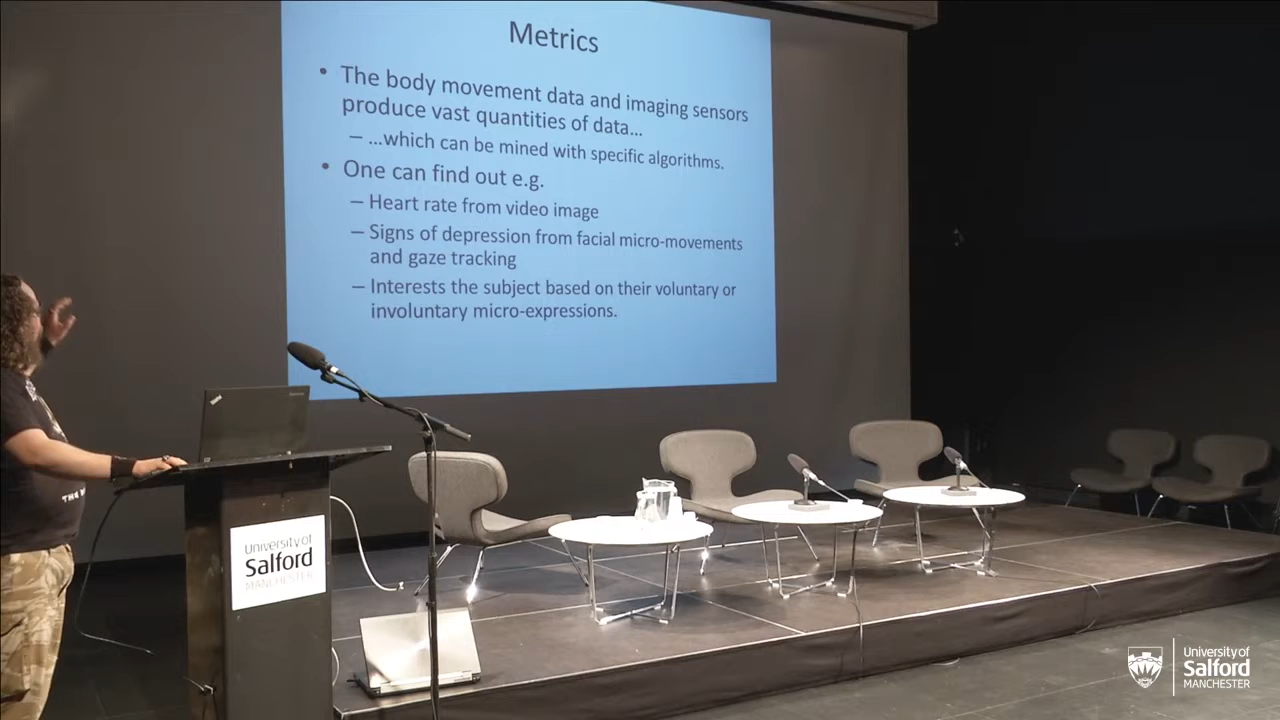 Metrics
• The body movement data and imaging sensors
produce vast quantities of data...
– ...which can be mined with specific algorithms.
• One can find out e.g.
– Heart rate from video image
– Signs of depression from facial micro-movements
and gaze tracking
– Interests the subject based on their voluntary or
involuntary micro-expressions.
THE
University of
Salford
MANCHESTER
University of
Salford
MANCHESTER